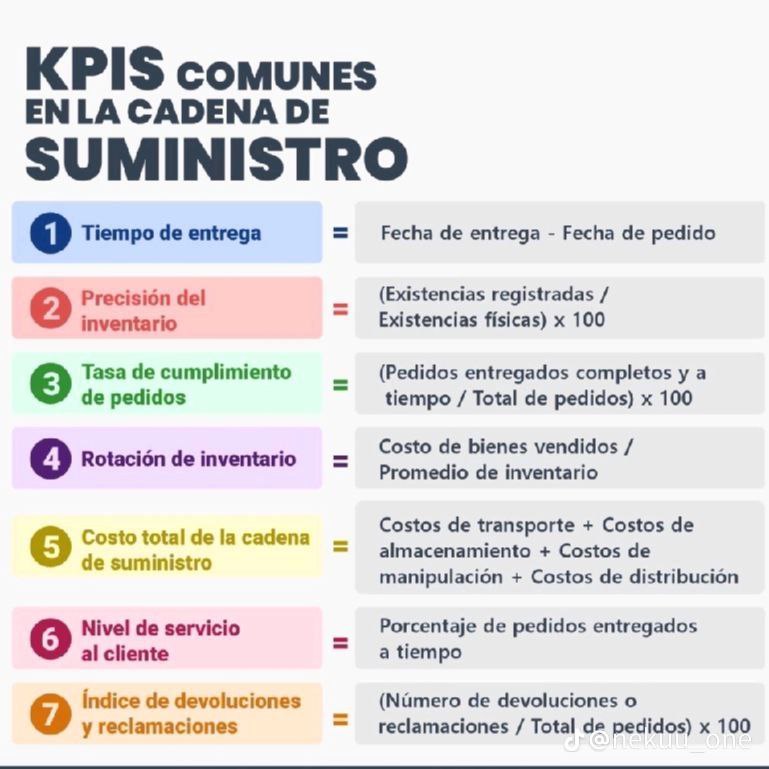 KPIS COMUNES
EN LA CADENA DE
SUMINISTRO
1 Tiempo de entrega = Fecha de entrega - Fecha de pedido
2 Precisión del
inventario
=
(Existencias registradas /
Existencias físicas) x 100
3 Tasa de cumplimiento
de pedidos
=
(Pedidos entregados completos y a
tiempo / Total de pedidos) x 100
4 Rotación de inventario
=
Costo de bienes vendidos /
Promedio de inventario
5 Costo total de la cadena
de suministro
=
Costos de transporte + Costos de
almacenamiento + Costos de
manipulación + Costos de distribución
6 Nivel de servicio
al cliente
=
Porcentaje de pedidos entregados
a tiempo
7 Índice de devoluciones
y reclamaciones
=
(Número de devoluciones o
reclamaciones / Total de pedidos) x 100
@nekuu_one